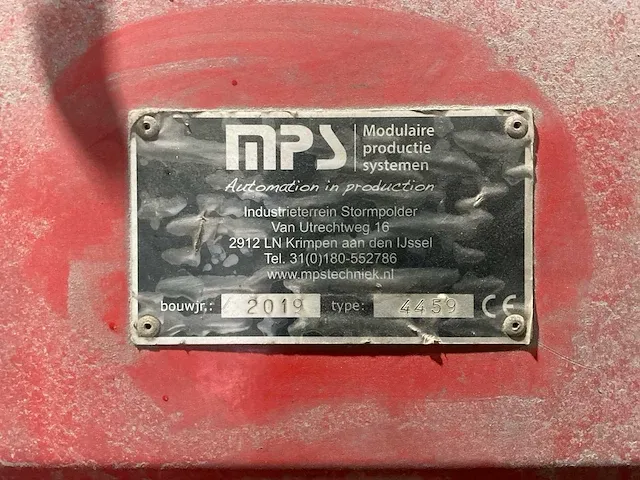 MPS
Modulaire
productie
systemen
Automation in production
Industrieterrein Stormpolder
Van Utrechtweg 16
2912 LN Krimpen aan den IJssel
Tel. 31(0)180-552786
www.mpstechniek.nl
bouwjr.: 2019 type: 4459 CE